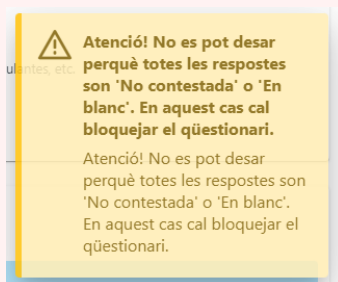 Atenció! No es pot desar
perquè totes les respostes
son 'No contestada' o 'En
blanc'. En aquest cas cal
bloquejar el qüestionari.
Atenció! No es pot desar
perquè totes les respostes son
'No contestada' o 'En blanc'.
En aquest cas cal bloquejar el
qüestionari.
ulantes, etc.